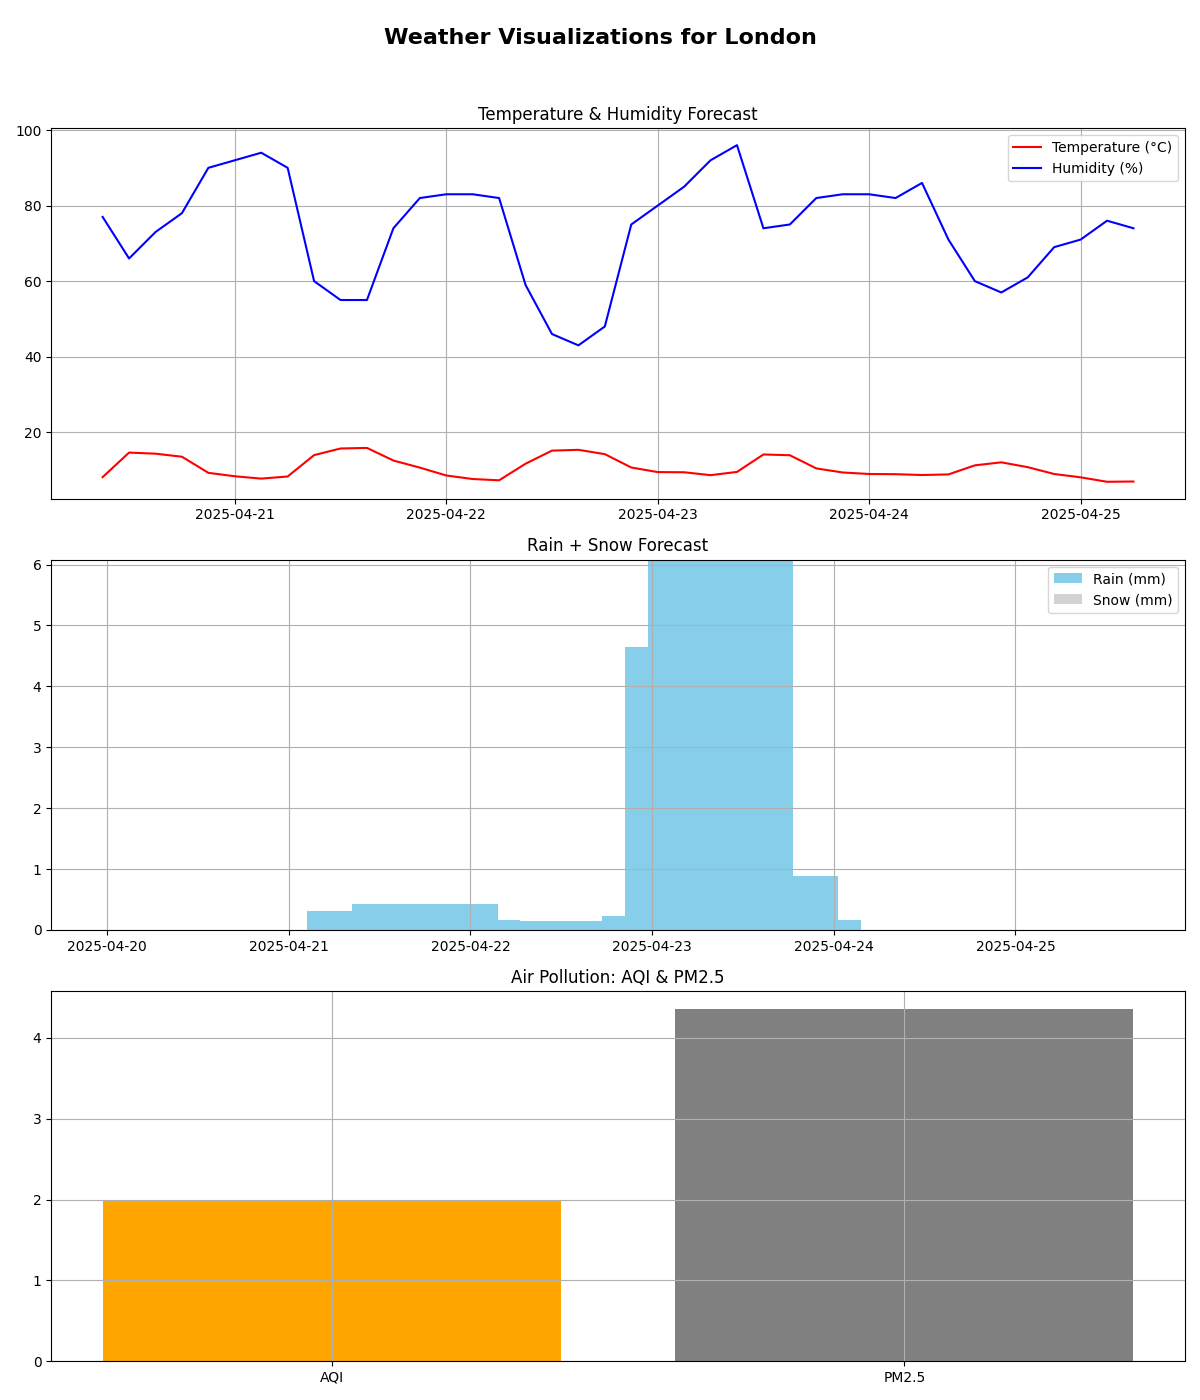 Weather Visualizations for London
Temperature & Humidity Forecast
100
80
60
40
20
Temperature (°C)
Humidity (%)
2025-04-21 2025-04-22 2025-04-23 2025-04-24 2025-04-25
Rain + Snow Forecast
6
5
4
3
2
1
0
Rain (mm)
Snow (mm)
2025-04-20 2025-04-21 2025-04-22 2025-04-23 2025-04-24 2025-04-25
Air Pollution: AQI & PM2.5
4
3
2
1
0
AQI PM2.5